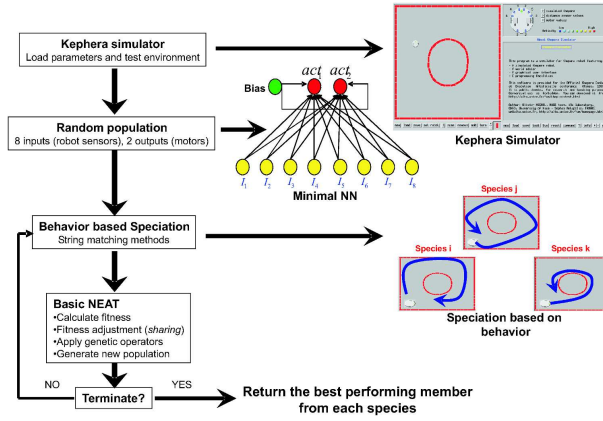 Kephera simulator
Load parameters and test environment
Random population
8 inputs (robot sensors), 2 outputs (motors)
Behavior based Speciation
String matching methods
Basic NEAT
•Calculate fitness
•Fitness adjustment (sharing)
•Apply genetic operators
•Generate new population
NO
Terminate?
YES
Return the best performing member
from each species
Bias
act1
act2
I1 I2 I3 I4 I5 I6 I7 I8
Minimal NN
Kephera Simulator
Species j
Species i
Species k
Speciation based on
behavior